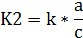 K2 = k * a/c